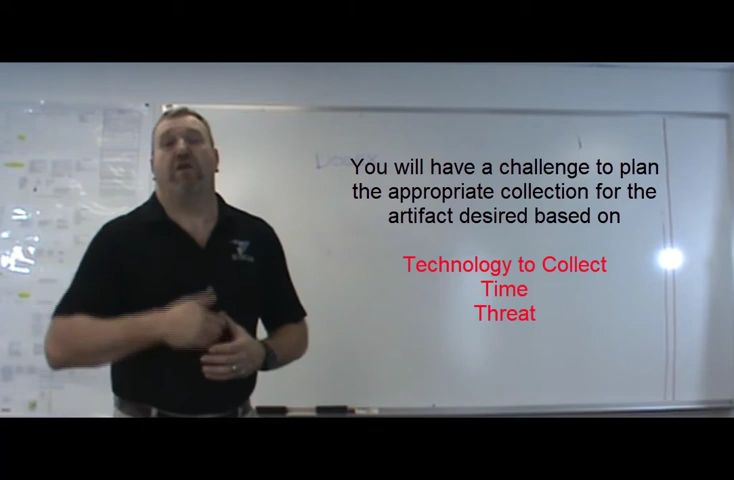 You will have a challenge to plan
the appropriate collection for the
artifact desired based on
Technology to Collect
Time
Threat